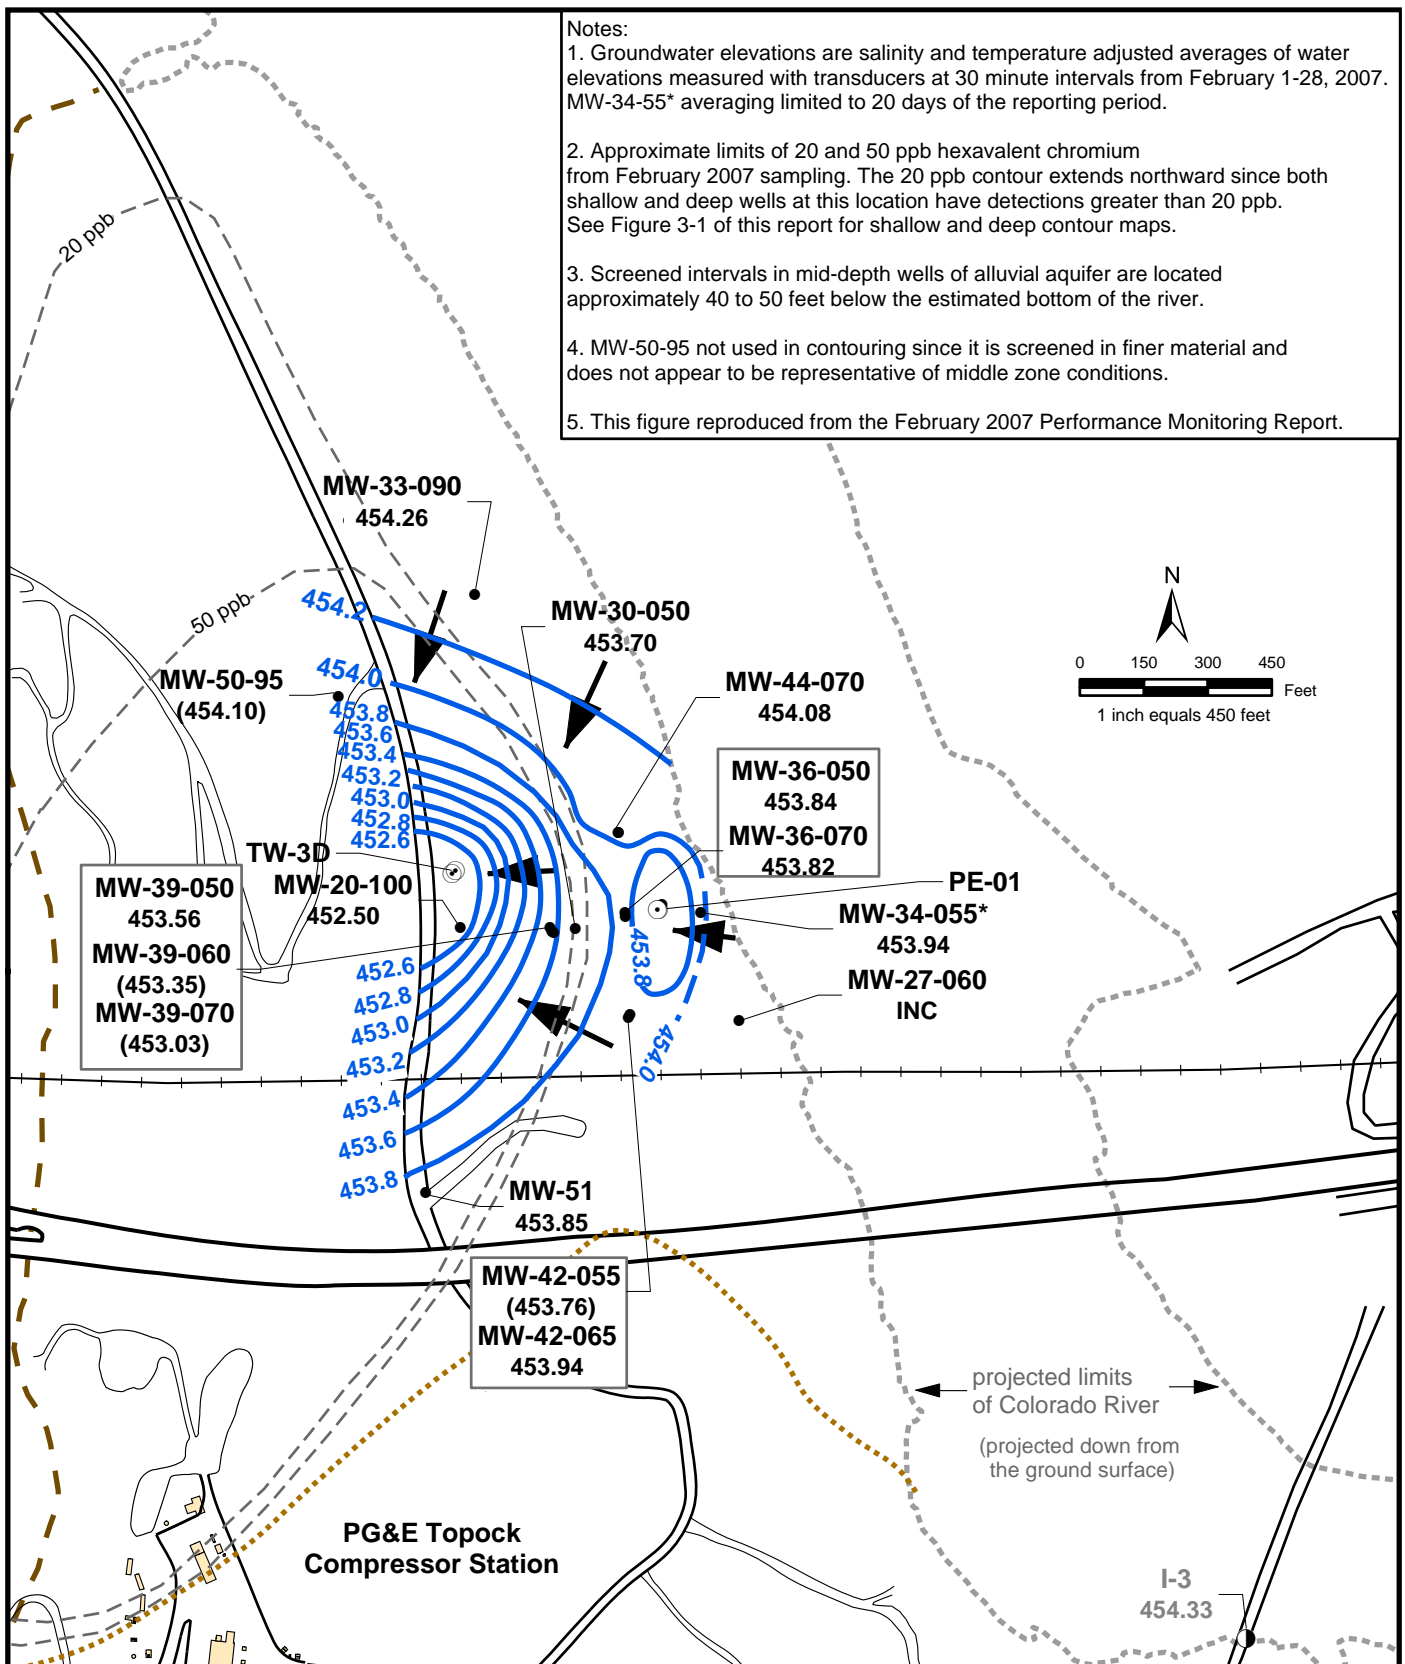 Notes:
1. Groundwater elevations are salinity and temperature adjusted averages of water
elevations measured with transducers at 30 minute intervals from February 1-28, 2007.
MW-34-55* averaging limited to 20 days of the reporting period.
2. Approximate limits of 20 and 50 ppb hexavalent chromium
from February 2007 sampling. The 20 ppb contour extends northward since both
shallow and deep wells at this location have detections greater than 20 ppb.
See Figure 3-1 of this report for shallow and deep contour maps.
3. Screened intervals in mid-depth wells of alluvial aquifer are located
approximately 40 to 50 feet below the estimated bottom of the river.
4. MW-50-95 not used in contouring since it is screened in finer material and
does not appear to be representative of middle zone conditions.
5. This figure reproduced from the February 2007 Performance Monitoring Report.
20 ppb
MW-33-090
454.26
50 ppb
454.2
MW-30-050
453.70
N
0 150 300 450
Feet
1 inch equals 450 feet
454.0
MW-50-95
(454.10)
MW-44-070
454.08
453.8
453.6
453.4
453.2
453.0
452.8
452.6
MW-36-050
453.84
MW-36-070
453.82
TW-3D
MW-20-100
452.50
MW-39-050
453.56
MW-39-060
(453.35)
MW-39-070
(453.03)
PE-01
MW-34-055*
453.94
MW-27-060
INC
453.8
454.0
452.6
452.8
453.0
453.2
453.4
453.6
453.8
MW-51
453.85
MW-42-055
(453.76)
MW-42-065
453.94
projected limits
of Colorado River
(projected down from
the ground surface)
PG&E Topock
Compressor Station
I-3
454.33